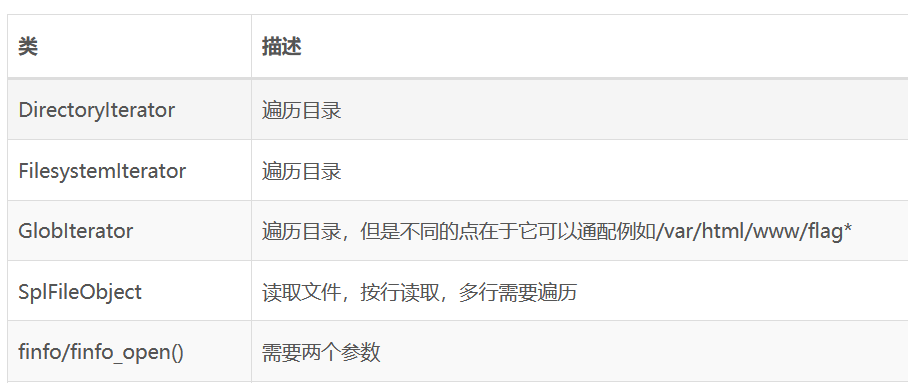 类 描述
DirectoryIterator 遍历目录
FilesystemIterator 遍历目录
GlobIterator 遍历目录，但是不同的点在于它可以通配例如/var/html/www/flag*
SplFileObject 读取文件，按行读取，多行需要遍历
finfo/finfo_open() 需要两个参数